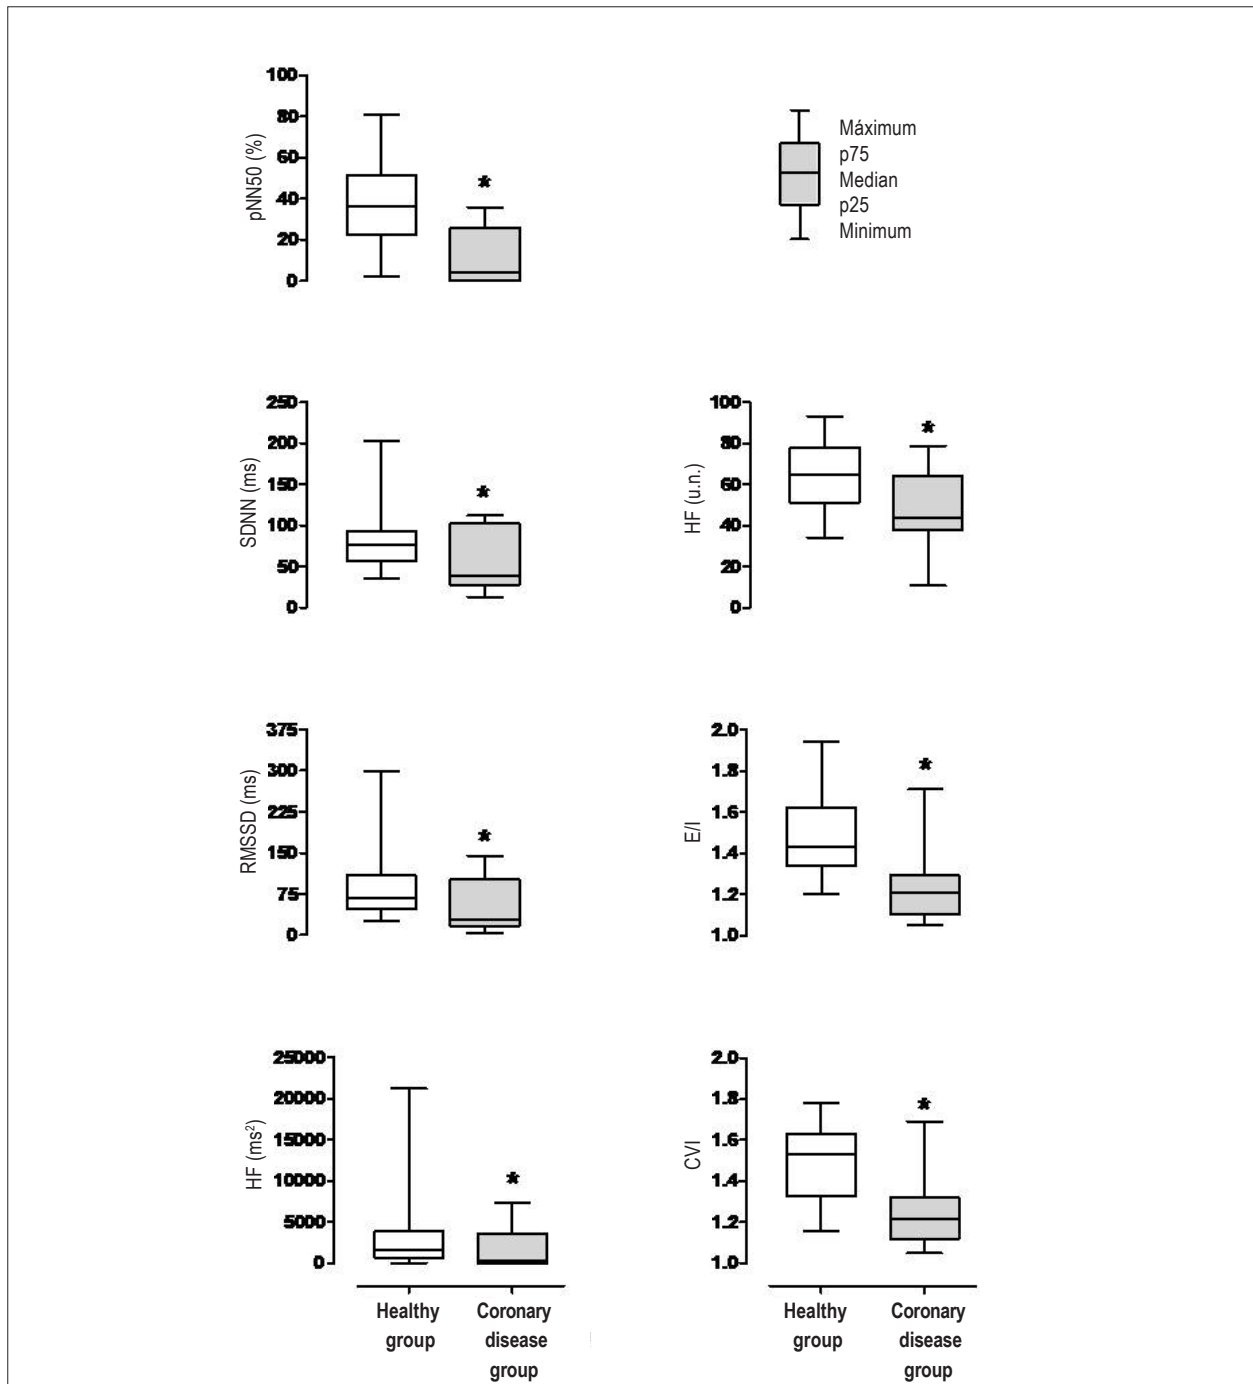 pNN50 (%)
100
80
60
40
20
0
*
Máximum
p75
Median
p25
Minimum
SDNN (ms)
250
200
150
100
50
0
*
HF (u.n.)
100
80
60
40
20
0
*
RMSSD (ms)
375
300
225
150
75
0
*
E/I
2.0
1.8
1.6
1.4
1.2
1.0
*
HF (ms²)
25000
20000
15000
10000
5000
0
*
CVI
2.0
1.8
1.6
1.4
1.2
1.0
*
Healthy
group
Coronary
disease
group
Healthy
group
Coronary
disease
group